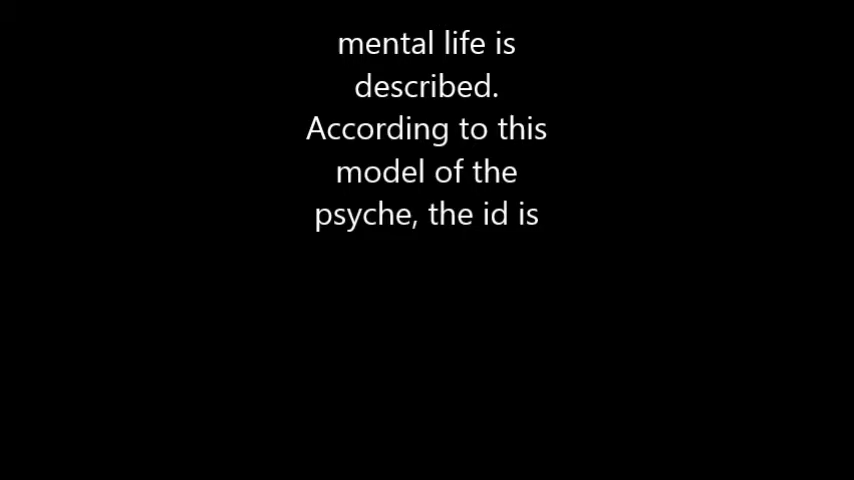 mental life is
described.
According to this
model of the
psyche, the id is